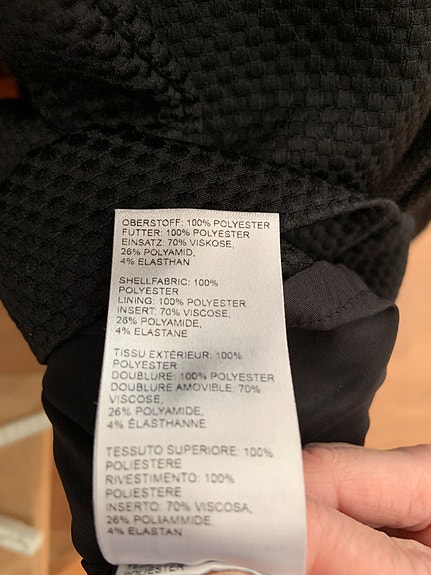 OBERSTOFF: 100% POLYESTER
FUTTER: 100% POLYESTER
EINSATZ: 70% VISKOSE,
26% POLYAMID,
4% ELASTHAN
SHELLFABRIC: 100%
POLYESTER
LINING: 100% POLYESTER
INSERT: 70% VISCOSE,
26% POLYAMIDE,
4% ELASTANE
TISSU EXTÉRIEUR: 100%
POLYESTER
DOUBLURE: 100% POLYESTER
DOUBLURE AMOVIBLE: 70%
VISCOSE,
26% POLYAMIDE,
4% ÉLASTHANNE
TESSUTO SUPERIORE: 100%
POLIESTERE
RIVESTIMENTO: 100%
POLIESTERE
INSERTO: 70% VISCOSA,
26% POLIAMMIDE,
4% ELASTAN